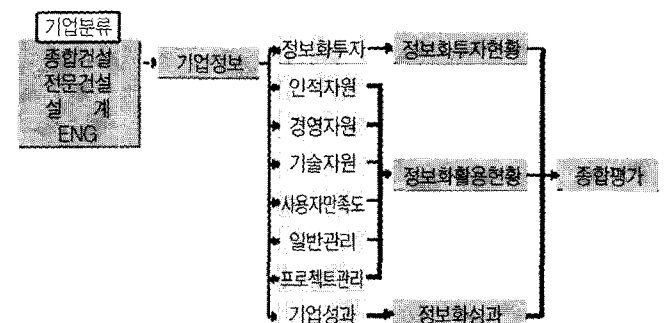 기업분류
종합건설
전문건설
설 계
ENG
기업정보
정보화투자
인적자원
경영자원
기술자원
사용자만족도
일반관리
프로젝트관리
기업성과
정보화투자현황
정보화활용현황
정보화성과
종합평가